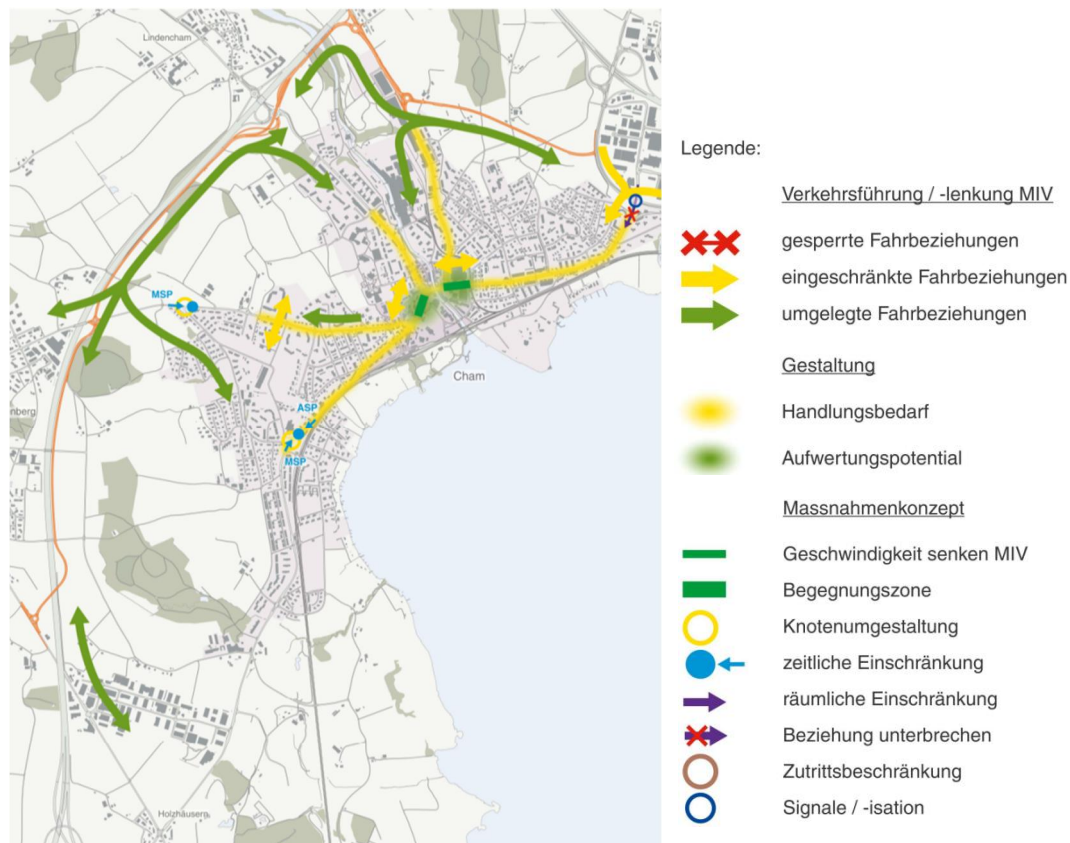 Lindencham
MSP
Cham
nberg
ASP
MSP
Holzhäusern
Legende:
Verkehrsführung / -lenkung MIV
gesperrte Fahrbeziehungen
eingeschränkte Fahrbeziehungen
umgelegte Fahrbeziehungen
Gestaltung
Handlungsbedarf
Aufwertungspotential
Massnahmenkonzept
Geschwindigkeit senken MIV
Begegnungszone
Knotenumgestaltung
zeitliche Einschränkung
räumliche Einschränkung
Beziehung unterbrechen
Zutrittsbeschränkung
Signale / -isation